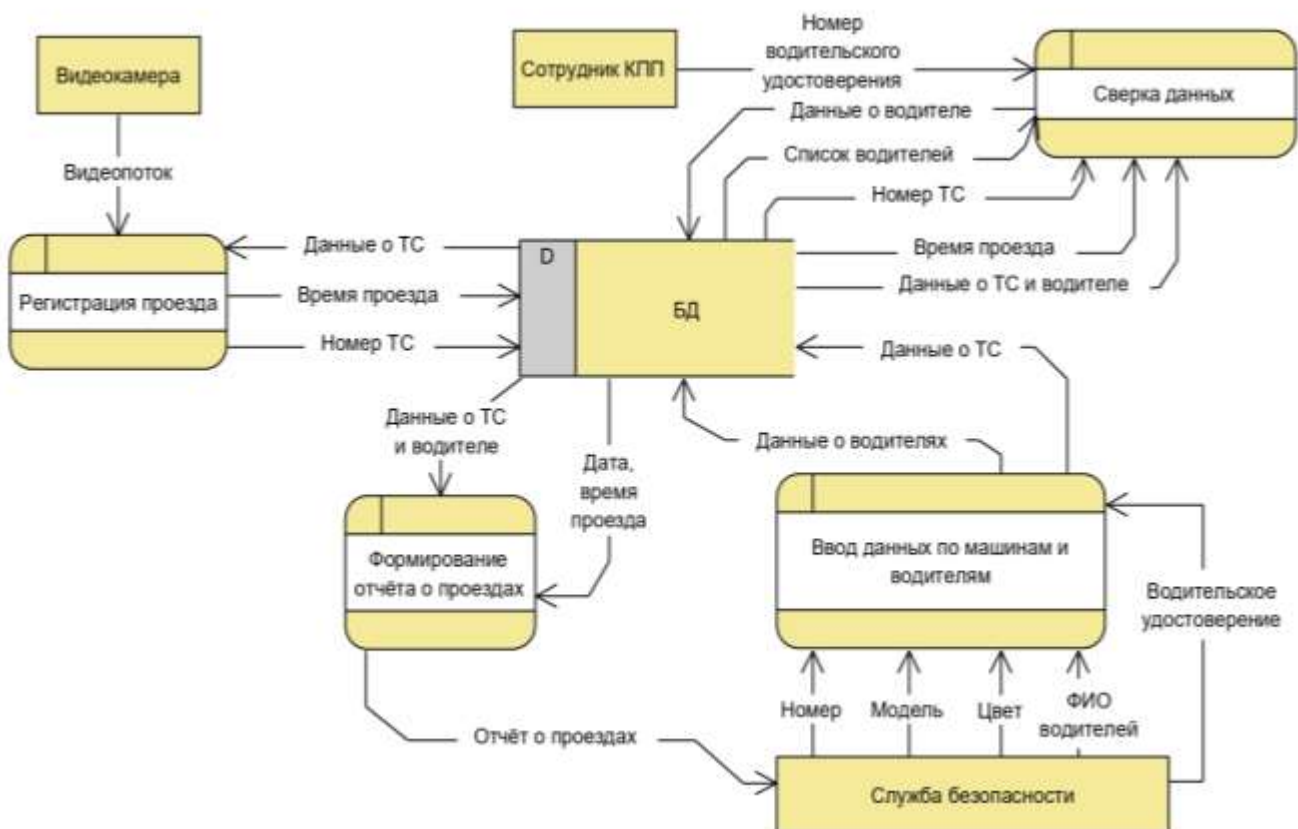 Видеокамера
Сотрудник КПП
Номер
водительского
удостоверения
Сверка данных
Данные о водителе
Список водителей
Видеопоток
Номер ТС
Данные о ТС
D
Время проезда
Регистрация проезда
Время проезда
БД
Данные о ТС и водителе
Номер ТС
Данные о ТС
Данные о ТС
и водителе
Данные о водителях
Дата,
время
проезда
Формирование
отчёта о проездах
Ввод данных по машинам и
водителям
Водительское
удостоверение
Номер
Модель
Цвет
ФИО
водителей
Отчёт о проездах
Служба безопасности